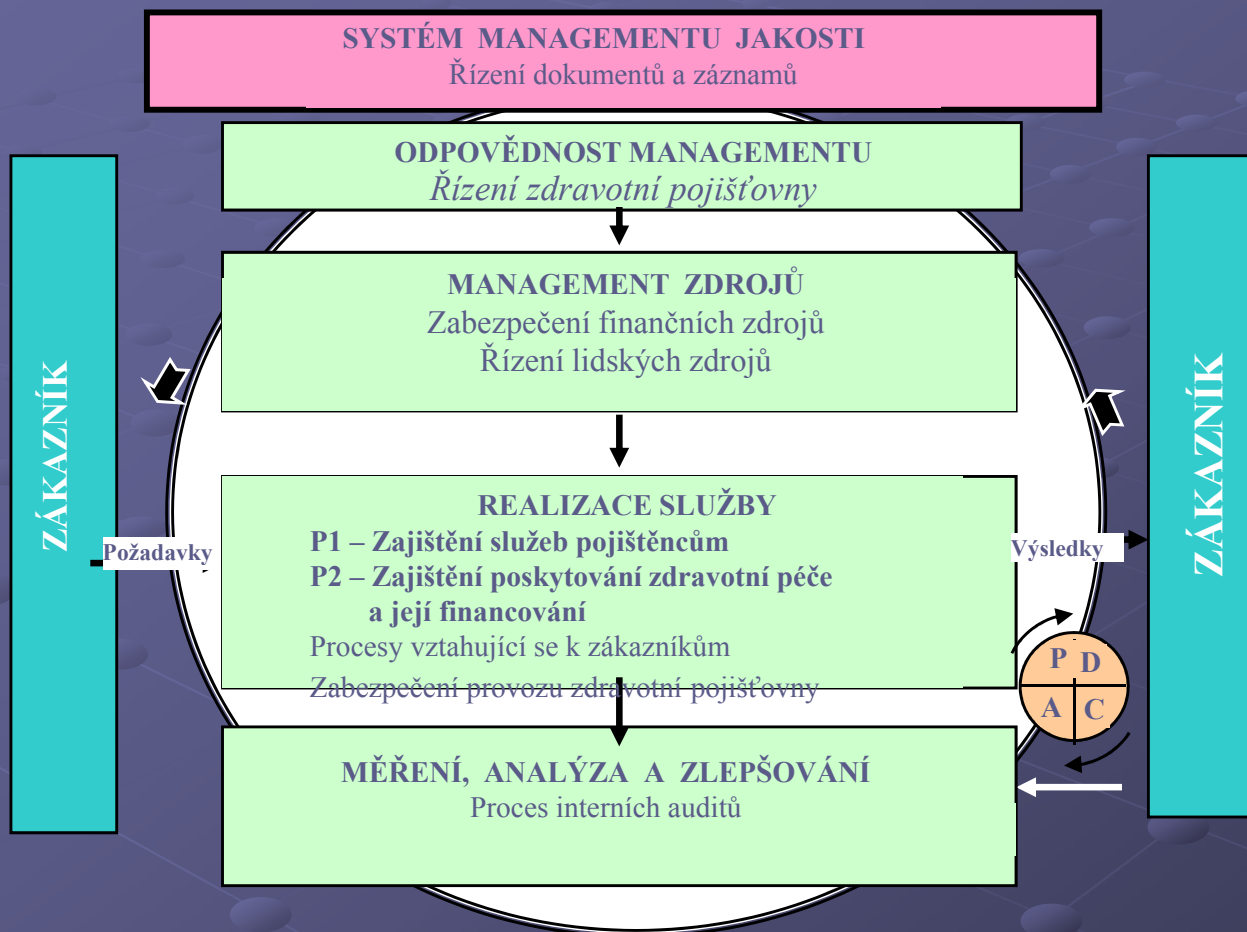 SYSTÉM MANAGEMENTU JAKOSTI
Řízení dokumentů a záznamů
ODPOVĚDNOST MANAGEMENTU
Řízení zdravotní pojišťovny
MANAGEMENT ZDROJŮ
Zabezpečení finančních zdrojů
Řízení lidských zdrojů
ZÁKAZNÍK
Požadavky
REALIZACE SLUŽBY
P1 – Zajištění služeb pojištěncům
P2 – Zajištění poskytování zdravotní péče
a její financování
Procesy vztahující se k zákazníkům
Zabezpečení provozu zdravotní pojišťovny
Výsledky
ZÁKAZNÍK
P D
A C
MĚŘENÍ, ANALÝZA A ZLEPŠOVÁNÍ
Proces interních auditů